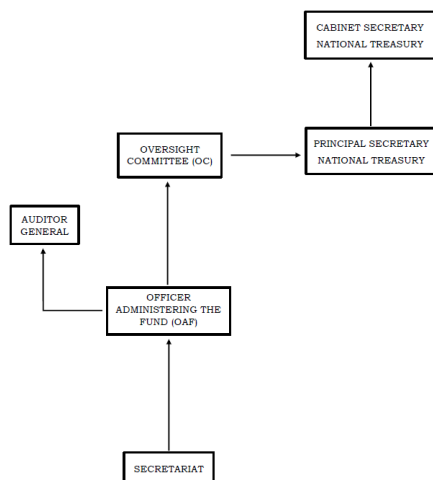 CABINET SECRETARY
NATIONAL TREASURY
OVERSIGHT
COMMITTEE (OC)
PRINCIPAL SECRETARY
NATIONAL TREASURY
AUDITOR
GENERAL
OFFICER
ADMINISTERING THE
FUND (OAF)
SECRETARIAT